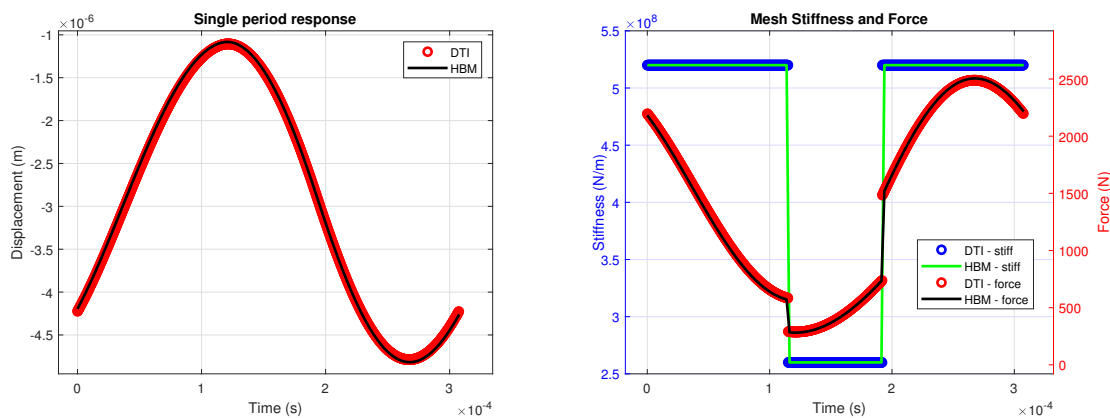 Single period response
×10⁻⁶
-1
-1.5
-2
-2.5
-3
-3.5
-4
-4.5
Displacement (m)
0
1
2
3
Time (s)
×10⁻⁴
DTI
HBM
Mesh Stiffness and Force
×10⁸
5.5
5
4.5
4
3.5
3
2.5
Stiffness (N/m)
2500
2000
1500
1000
500
0
Force (N)
DTI - stiff
HBM - stiff
DTI - force
HBM - force
0
1
2
3
Time (s)
×10⁻⁴